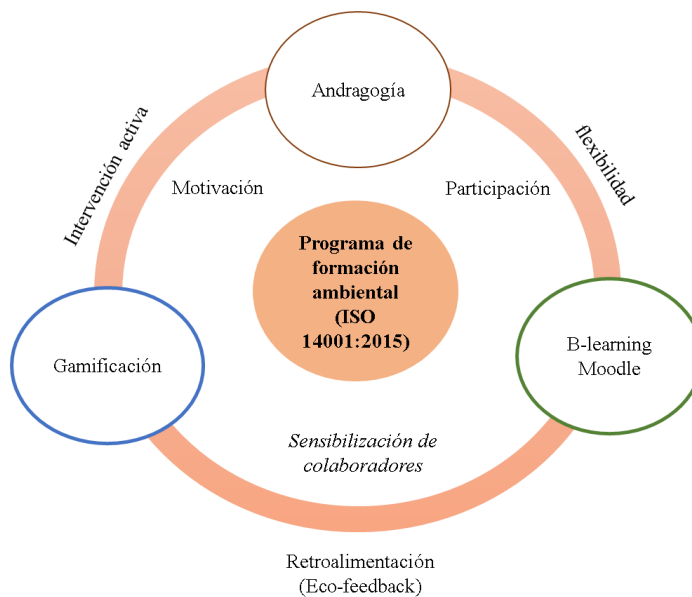 Andragogía
Intervención activa
flexibilidad
Motivación
Participación
Programa de
formación
ambiental
(ISO
14001:2015)
Gamificación
B-learning
Moodle
Sensibilización de
colaboradores
Retroalimentación
(Eco-feedback)